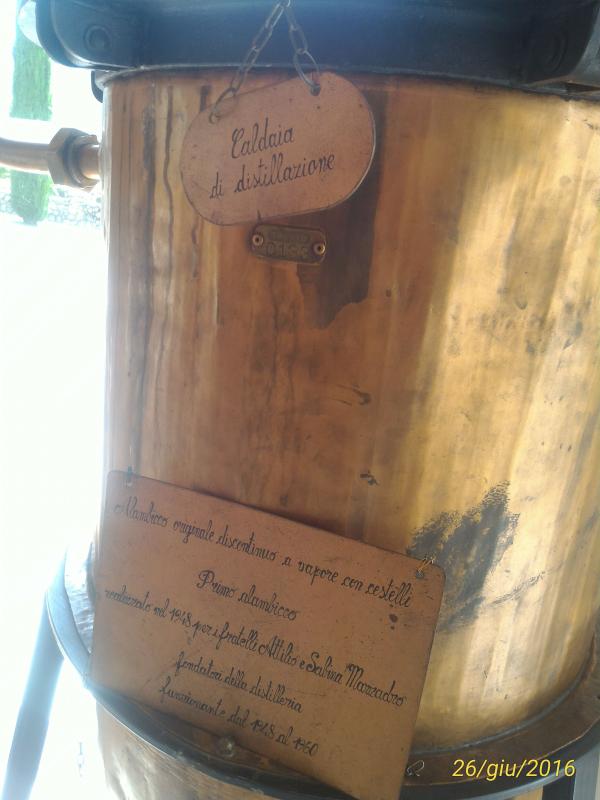 Caldaia
di distillazione
Alambicco originale discontinuo a vapore con cestelli
Primo alambicco
realizzato nel 1948 per i fratelli Attilio e Sabina Marzadro
fondatori della distilleria
funzionante dal 1948 al 1960
26/giu/2016